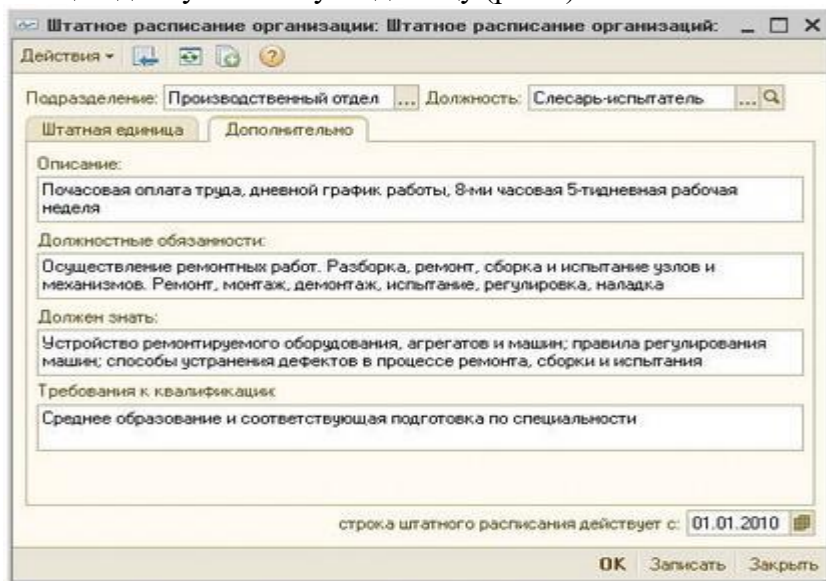 Штатное расписание организации: Штатное расписание организаций:
Действия
Подразделение: Производственный отдел ... Должность: Слесарь-испытатель ...
Штатная единица Дополнительно
Описание:
Почасовая оплата труда, дневной график работы, 8-ми часовая 5-тидневная рабочая
неделя
Должностные обязанности:
Осуществление ремонтных работ. Разборка, ремонт, сборка и испытание узлов и
механизмов. Ремонт, монтаж, демонтаж, испытание, регулировка, наладка
Должен знать:
Устройство ремонтируемого оборудования, агрегатов и машин; правила регулирования
машин; способы устранения дефектов в процессе ремонта, сборки и испытания
Требования к квалификации:
Среднее образование и соответствующая подготовка по специальности
строка штатного расписания действует с: 01.01.2010
OK Записать Закрыть